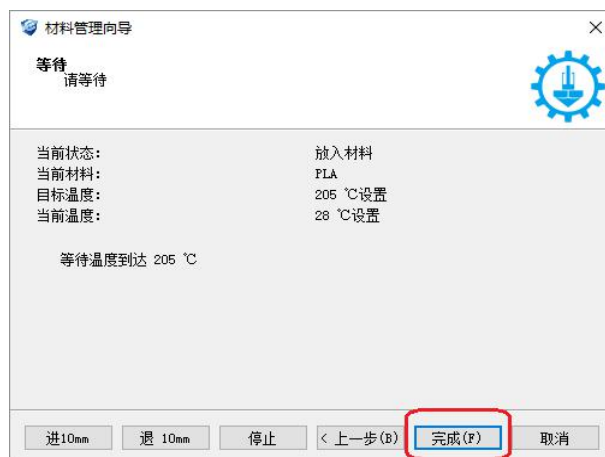 材料管理向导
等待
请等待
当前状态: 放入材料
当前材料: PLA
目标温度: 205 ℃设置
当前温度: 28 ℃设置
等待温度到达 205 ℃
进10mm 退 10mm 停止 < 上一步(B) 完成(F) 取消